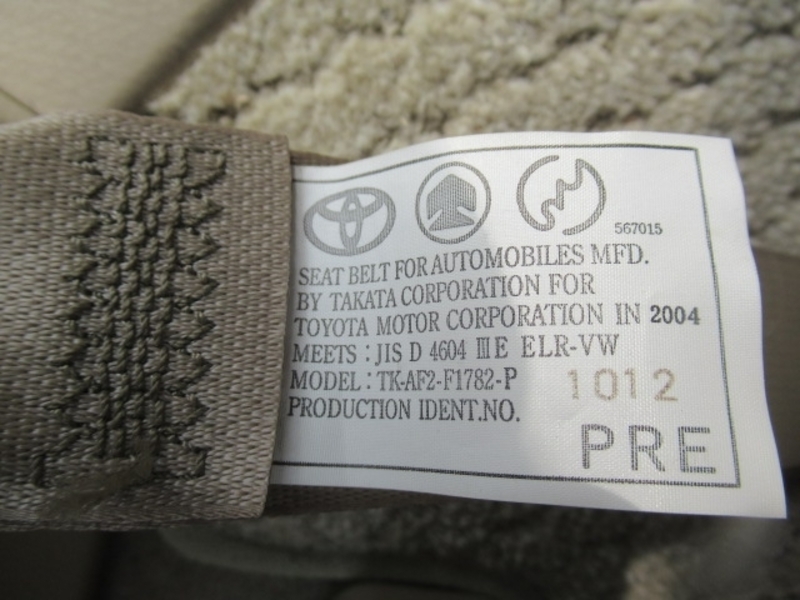 567015
SEAT BELT FOR AUTOMOBILES MFD.
BY TAKATA CORPORATION FOR
TOYOTA MOTOR CORPORATION IN 2004
MEETS : JIS D 4604 ⅢE ELR-VW
MODEL : TK-AF2-F1782-P
1012
PRODUCTION IDENT.NO.
PRE